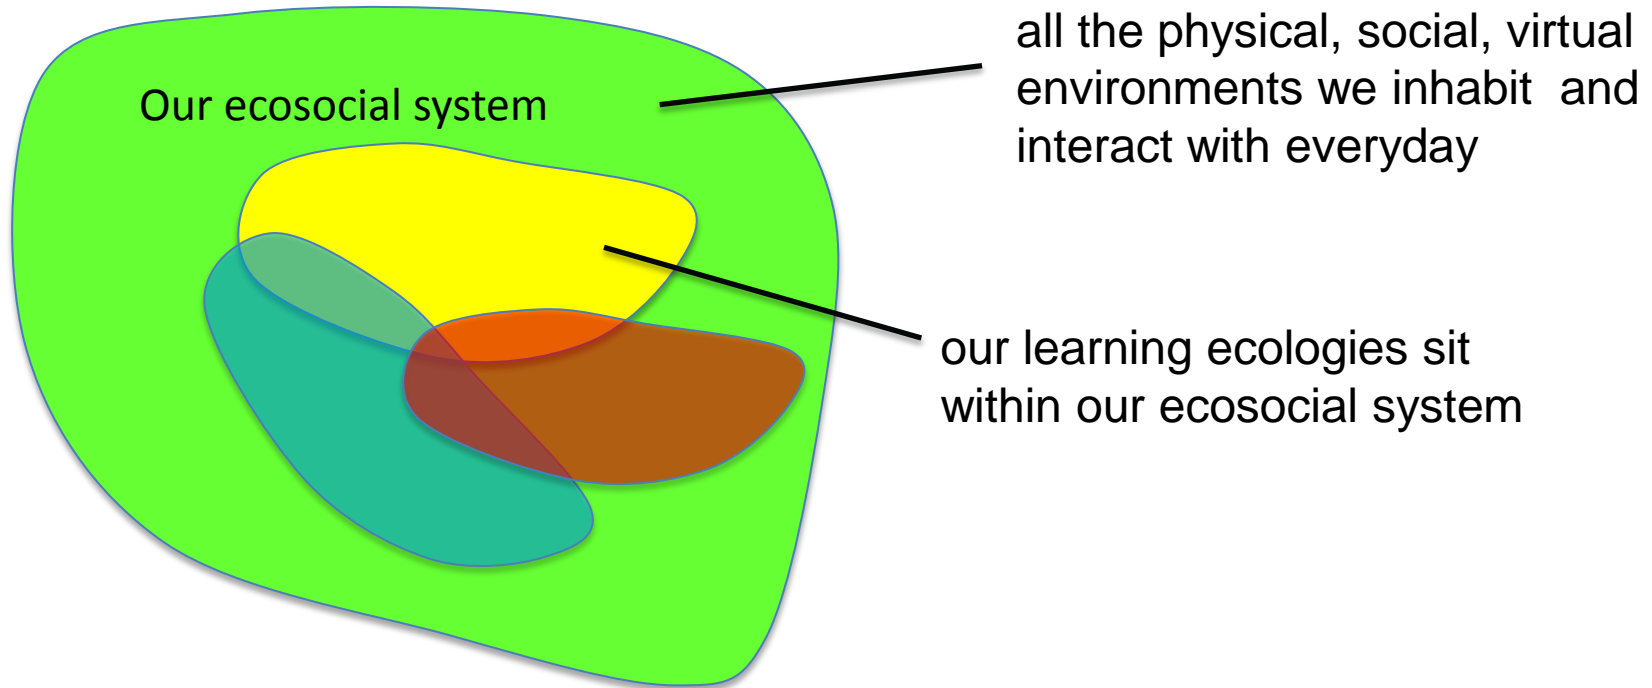 all the physical, social, virtual
environments we inhabit  and
interact with everyday
Our ecosocial system
our learning ecologies sit
within our ecosocial system